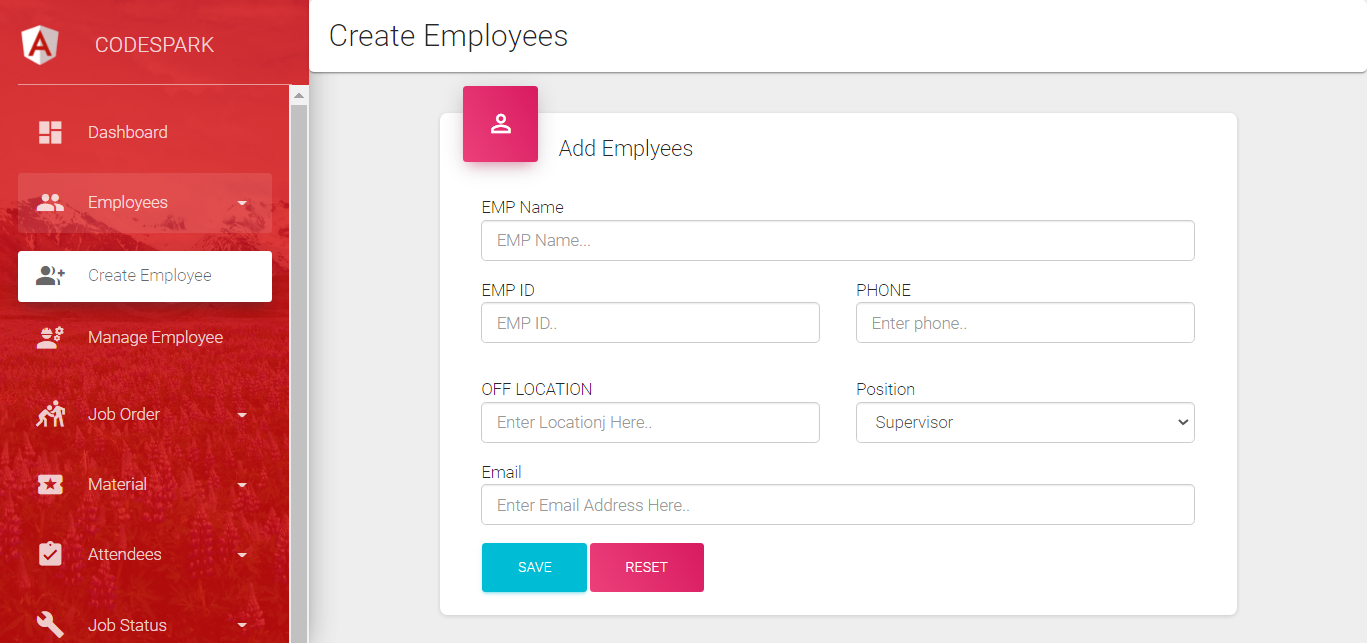 CODESPARK
Dashboard
Employees
Create Employee
Manage Employee
Job Order
Material
Attendees
Job Status
Create Employees
Add Emplyees
EMP Name
EMP Name...
EMP ID PHONE
EMP ID.. Enter phone..
OFF LOCATION Position
Enter Locationj Here.. Supervisor
Email
Enter Email Address Here..
SAVE RESET